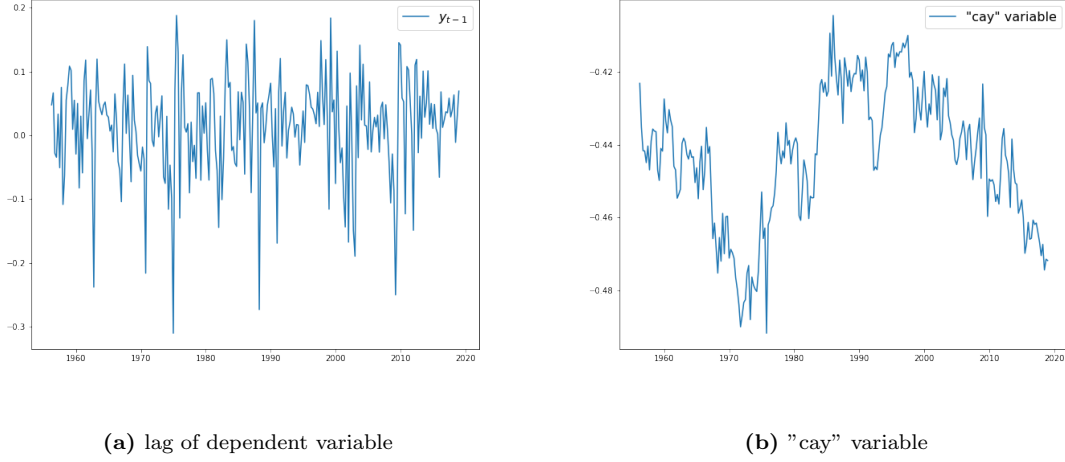 0.2
0.1
0.0
−0.1
−0.2
−0.3
1960 1970 1980 1990 2000 2010 2020
y_{t−1}
(a) lag of dependent variable
−0.42
−0.44
−0.46
−0.48
1960 1970 1980 1990 2000 2010 2020
"cay" variable
(b) ”cay” variable